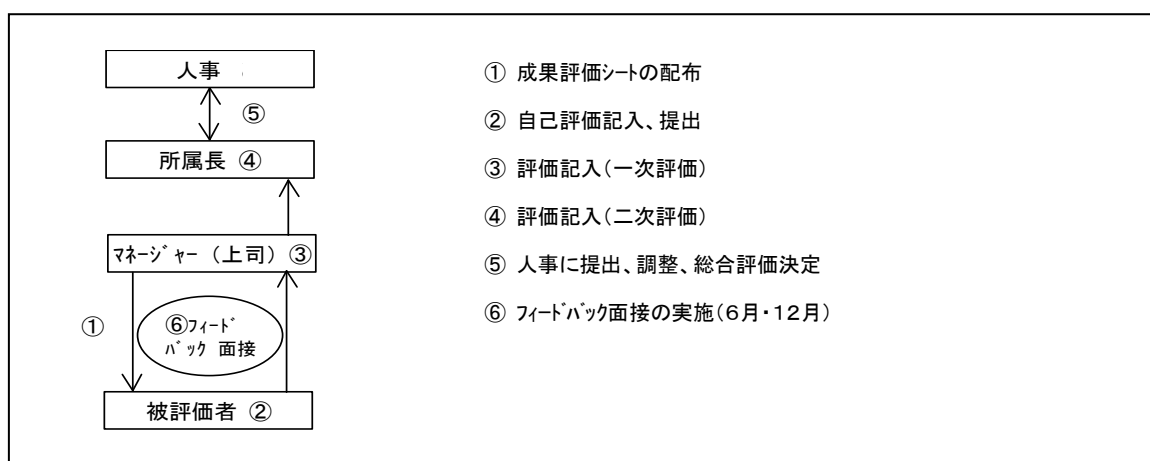 人事
⑤
所属長 ④
マネージャー (上司) ③
①
⑥フィード
バック 面接
被評価者 ②
① 成果評価シートの配布
② 自己評価記入、提出
③ 評価記入(一次評価)
④ 評価記入(二次評価)
⑤ 人事に提出、調整、総合評価決定
⑥ フィードバック面接の実施(6月・12月)